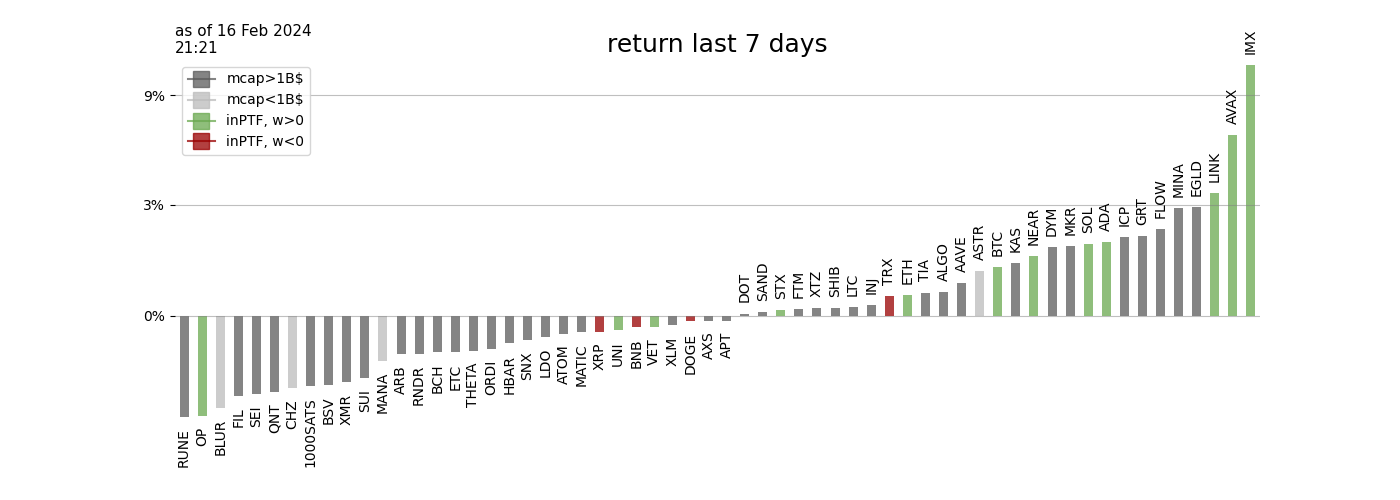 as of 16 Feb 2024
21:21
return last 7 days
mcap>1B$
mcap<1B$
inPTF, w>0
inPTF, w<0
9%
3%
0%
RUNE
OP
BLUR
FIL
SEI
QNT
CHZ
1000SATS
BSV
XMR
SUI
MANA
ARB
RNDR
BCH
ETC
THETA
ORDI
HBAR
SNX
LDO
ATOM
MATIC
XRP
UNI
BNB
VET
XLM
DOGE
AXS
APT
DOT
SAND
STX
FTM
XTZ
SHIB
LTC
INJ
TRX
ETH
TIA
ALGO
AAVE
ASTR
BTC
KAS
NEAR
DYM
MKR
SOL
ADA
ICP
GRT
FLOW
MINA
EGLD
LINK
AVAX
IMX